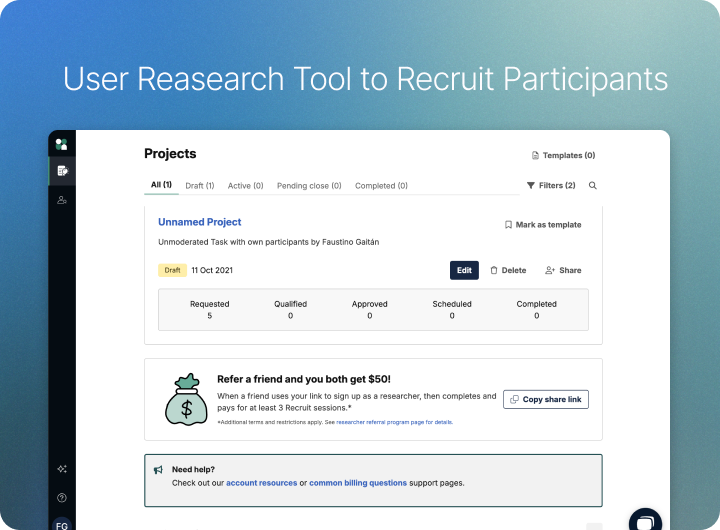 User Reasearch Tool to Recruit Participants
Projects
Templates (0)
All (1) Draft (1) Active (0) Pending close (0) Completed (0) Filters (2)
Unnamed Project
Mark as template
Unmoderated Task with own participants by Faustino Gaitán
Draft 11 Oct 2021 Edit Delete Share
Requested Qualified Approved Scheduled Completed
5 0 0 0 0
Refer a friend and you both get $50!
When a friend uses your link to sign up as a researcher, then completes and
pays for at least 3 Recruit sessions.*
Copy share link
*Additional terms and restrictions apply. See researcher referral program page for details.
$
Need help?
Check out our account resources or common billing questions support pages.
FG